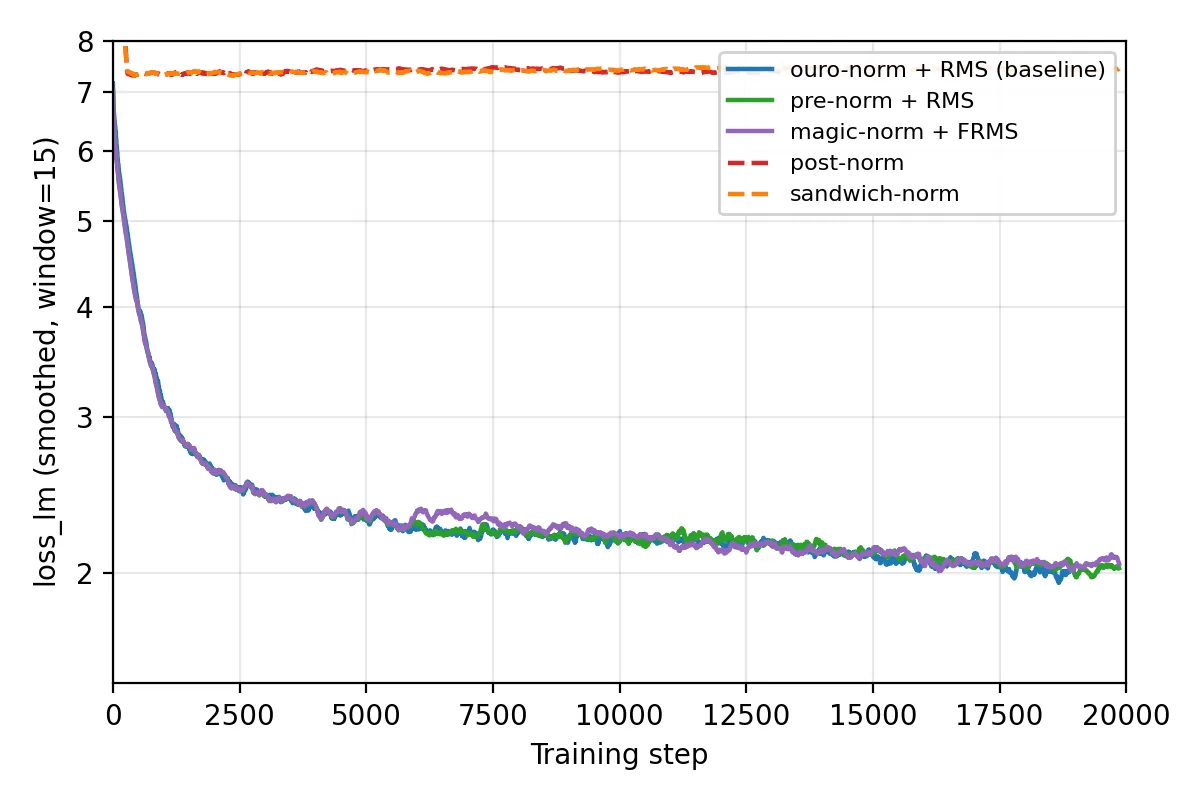 8
7
6
5
4
3
2
loss_lm (smoothed, window=15)
ouro-norm + RMS (baseline)
pre-norm + RMS
magic-norm + FRMS
post-norm
sandwich-norm
0 2500 5000 7500 10000 12500 15000 17500 20000
Training step